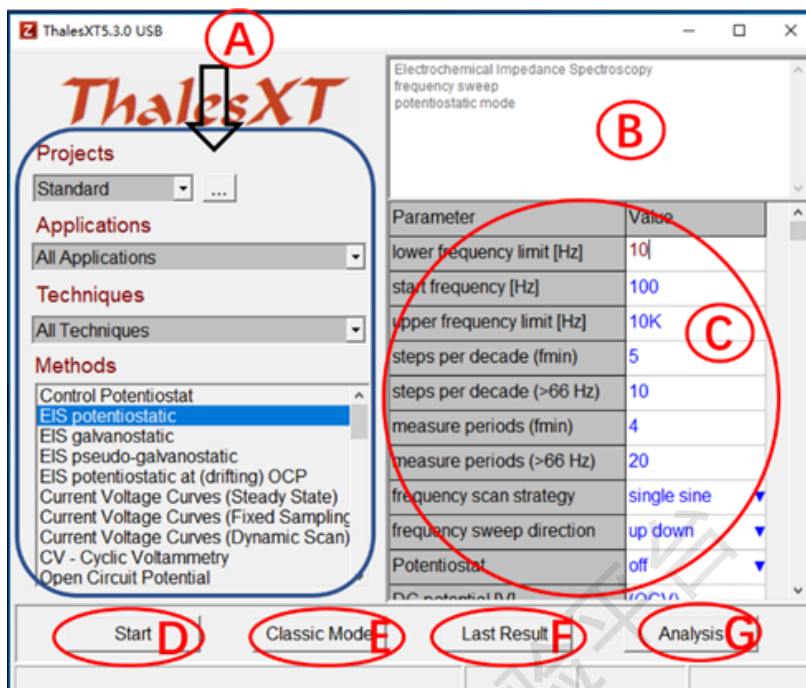 ThalesXT5.3.0 USB
A
ThalesXT
Projects
Standard
...
Applications
All Applications
Techniques
All Techniques
Methods
Control Potentiostat
EIS potentiostatic
EIS galvanostatic
EIS pseudo-galvanostatic
EIS potentiostatic at (drifting) OCP
Current Voltage Curves (Steady State)
Current Voltage Curves (Fixed Sampling
Current Voltage Curves (Dynamic Scan)
CV - Cyclic Voltammetry
Open Circuit Potential
Electrochemical Impedance Spectroscopy
frequency sweep
potentiostatic mode
B
Parameter Value
lower frequency limit [Hz] 10
start frequency [Hz] 100
upper frequency limit [Hz] 10K
C
steps per decade (fmin) 5
steps per decade (>66 Hz) 10
measure periods (fmin) 4
measure periods (>66 Hz) 20
frequency scan strategy single sine
frequency sweep direction up down
Potentiostat off
DC potential [V] (OCV)
Start D
Classic Mode E
Last Result F
Analysis G